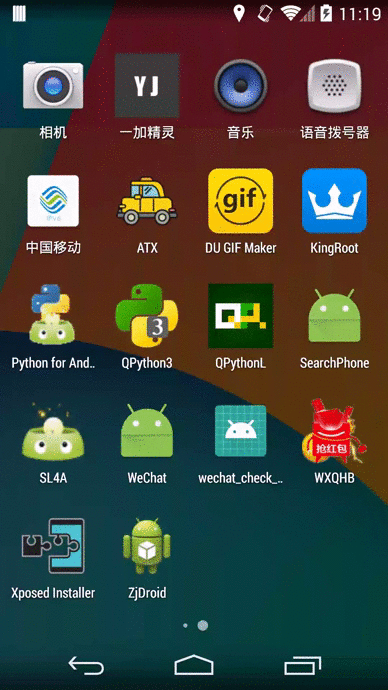 11:19
YJ
相机
一加精灵
音乐
语音拨号器
gif
中国移动
ATX
DU GIF Maker
KingRoot
3
Python for And..
QPython3
QPythonL
SearchPhone
抢红包
SL4A
WeChat
wechat_check_..
WXQHB
Xposed Installer
ZjDroid